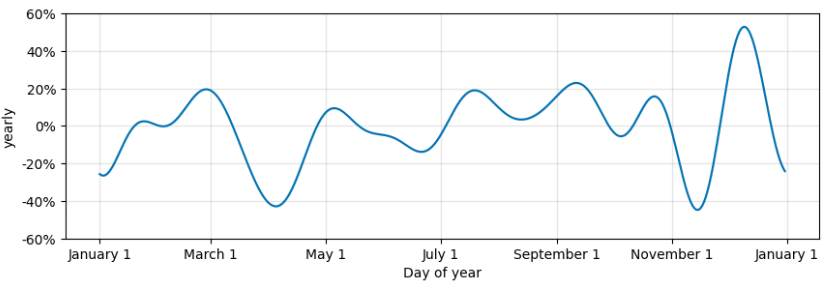 60%
40%
20%
0%
-20%
-40%
-60%
yearly
January 1 March 1 May 1 July 1 September 1 November 1 January 1
Day of year